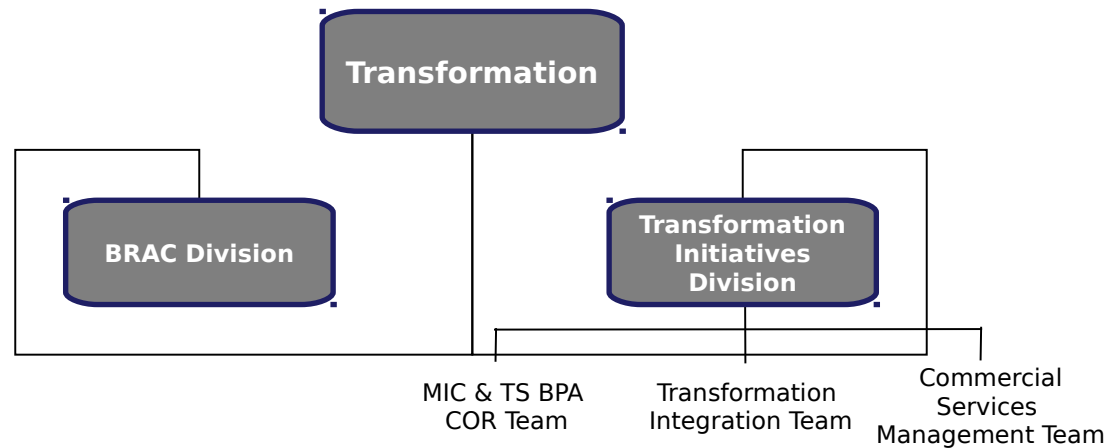 Transformation
BRAC Division
Transformation
Initiatives
Division
MIC & TS BPA
COR Team
Transformation
Integration Team
Commercial
Services
Management Team